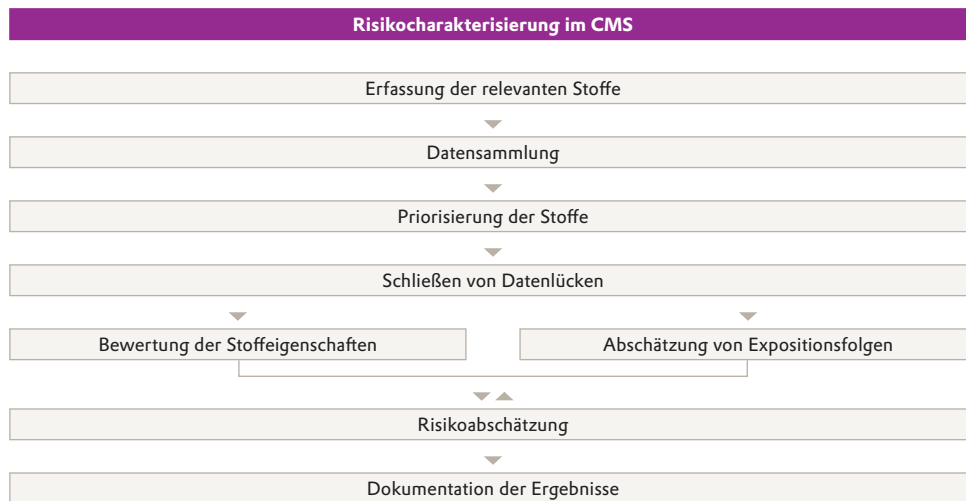 Risikocharakterisierung im CMS
Erfassung der relevanten Stoffe
Datensammlung
Priorisierung der Stoffe
Schließen von Datenlücken
Bewertung der Stoffeigenschaften
Abschätzung von Expositionsfolgen
Risikoabschätzung
Dokumentation der Ergebnisse